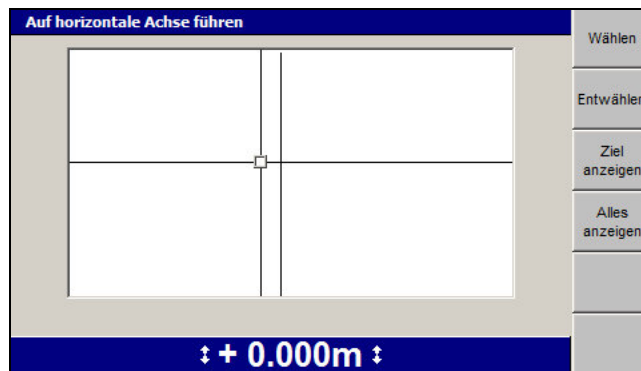 Auf horizontale Achse führen
Wählen
Entwählen
Ziel
anzeigen
Alles
anzeigen
+ 0.000m